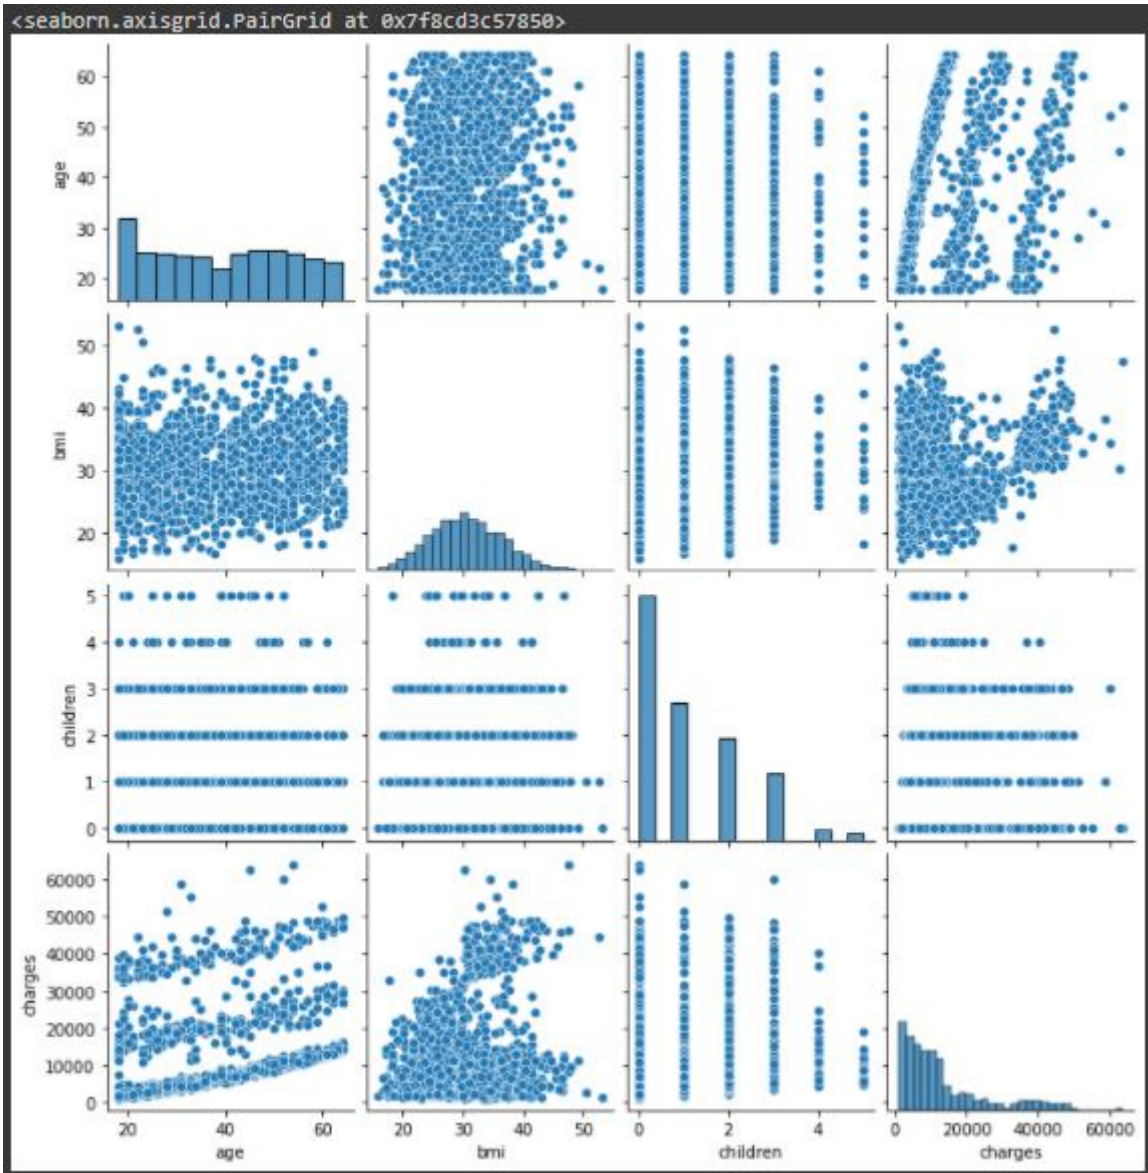 <seaborn.axisgrid.PairGrid at 0x7f8cd3c57850>
60
50
40
30
20
age
50
40
30
20
bmi
5
4
3
2
1
0
children
60000
50000
40000
30000
20000
10000
0
charges
20 40 60
20 30 40 50
0 2 4
0 20000 40000 60000
age bmi children charges